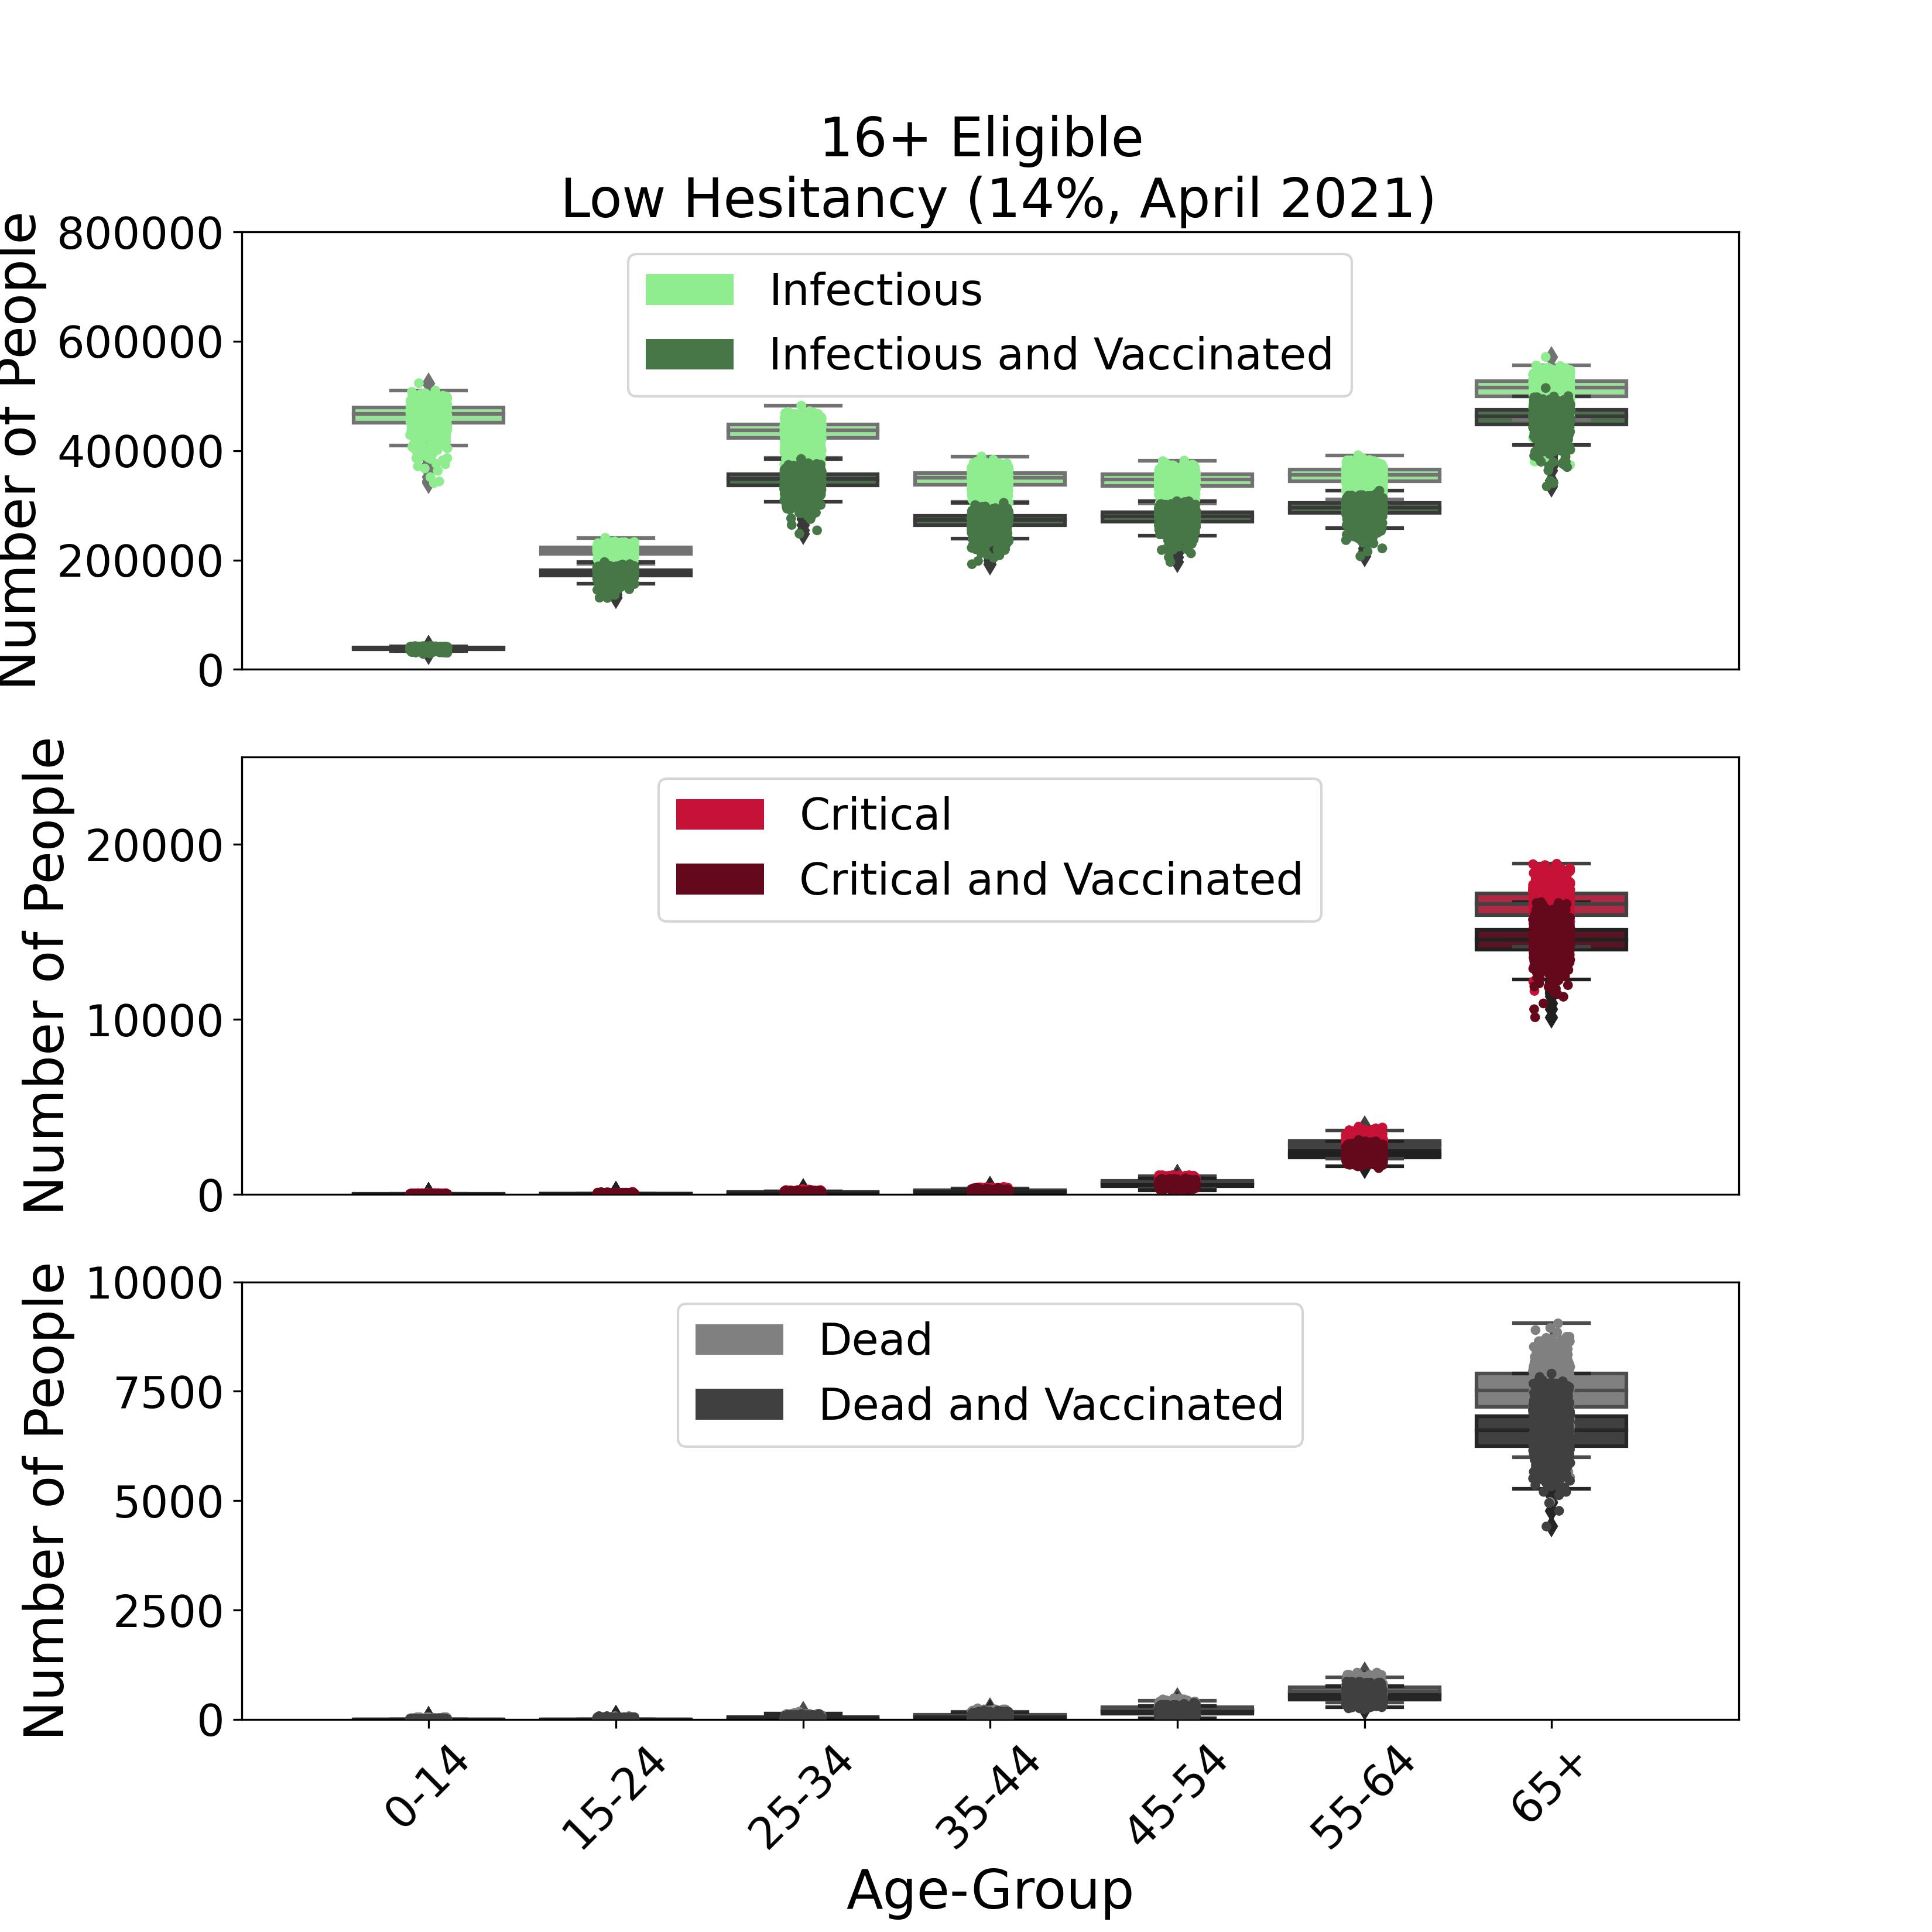 16+ Eligible
Low Hesitancy (14%, April 2021)
Number of People
800000
600000
400000
200000
0
Infectious
Infectious and Vaccinated
Number of People
20000
10000
0
Critical
Critical and Vaccinated
Number of People
10000
7500
5000
2500
0
Dead
Dead and Vaccinated
0-14
15-24
25-34
35-44
45-54
55-64
65+
Age-Group